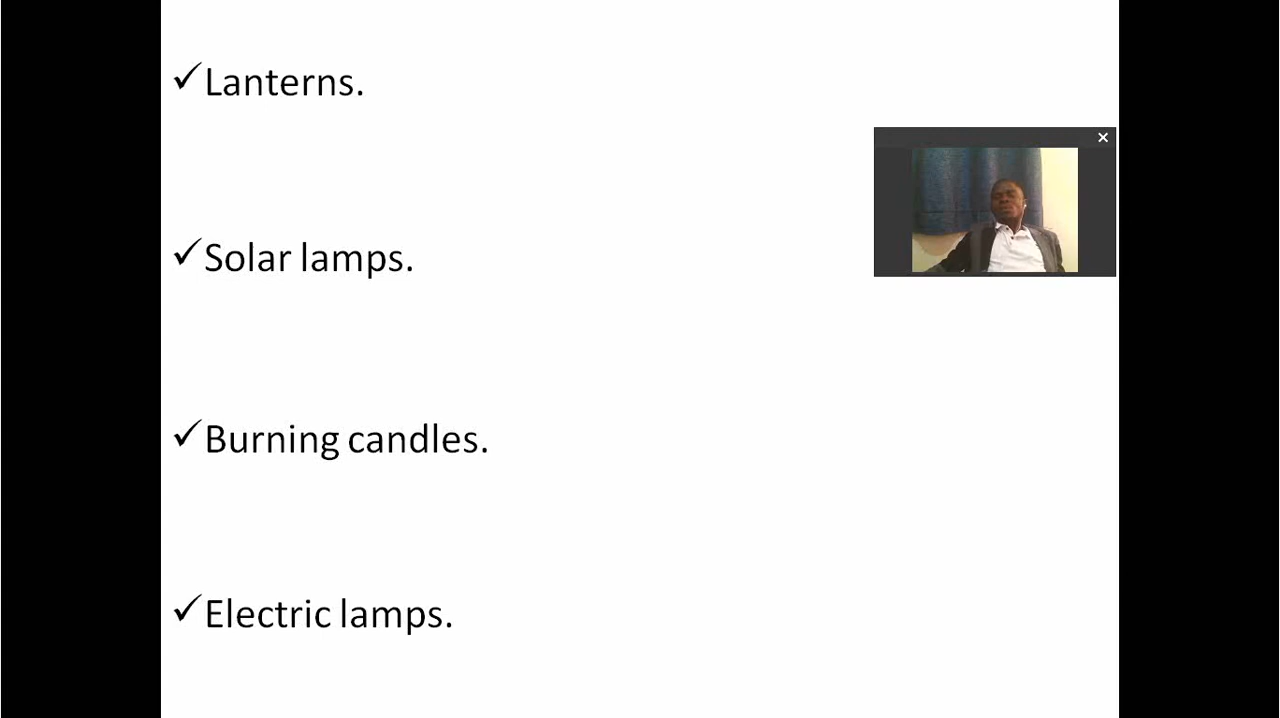 ✓Lanterns.
✓Solar lamps.
✓Burning candles.
✓Electric lamps.